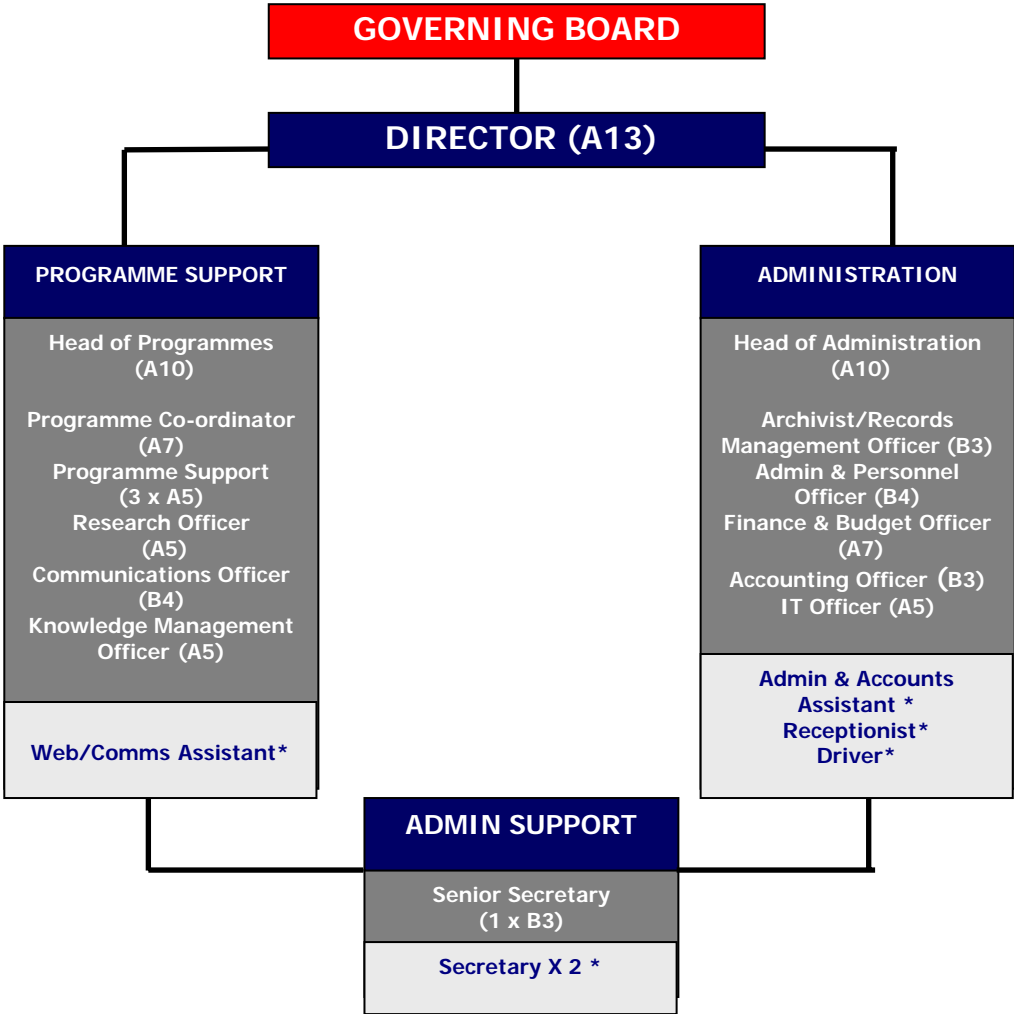 GOVERNING BOARD
DIRECTOR (A13)
PROGRAMME SUPPORT
Head of Programmes
(A10)
Programme Co-ordinator
(A7)
Programme Support
(3 x A5)
Research Officer
(A5)
Communications Officer
(B4)
Knowledge Management
Officer (A5)
Web/Comms Assistant*
ADMINISTRATION
Head of Administration
(A10)
Archivist/Records
Management Officer (B3)
Admin & Personnel
Officer (B4)
Finance & Budget Officer
(A7)
Accounting Officer (B3)
IT Officer (A5)
Admin & Accounts
Assistant *
Receptionist*
Driver*
ADMIN SUPPORT
Senior Secretary
(1 x B3)
Secretary X 2 *